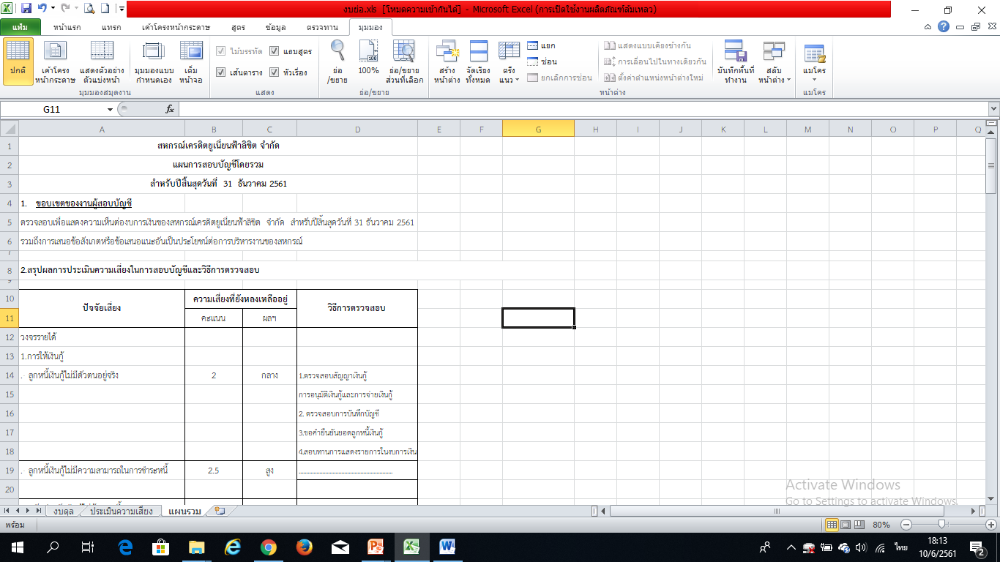 งบย่อ.xls [โหมดความเข้ากันได้] - Microsoft Excel (การเปิดใช้งานผลิตภัณฑ์ล้มเหลว)
แฟ้ม หน้าแรก แทรก เค้าโครงหน้ากระดาษ สูตร ข้อมูล ตรวจทาน มุมมอง
ปกติ
เค้าโครง
หน้ากระดาษ
แสดงตัวอย่าง
ตัวแบ่งหน้า
มุมมองแบบ
กำหนดเอง
เต็ม
หน้าจอ
มุมมองสมุดงาน
ไม้บรรทัด แถบสูตร
เส้นตาราง หัวเรื่อง
แสดง
ย่อ
/ขยาย
100%
ย่อ/ขยาย
ส่วนที่เลือก
ย่อ/ขยาย
สร้าง
หน้าต่าง
จัดเรียง
ทั้งหมด
ตรึง
แนว
แยก
ซ่อน
ยกเลิกการซ่อน
แสดงแบบเคียงข้างกัน
การเลื่อนไปในทางเดียวกัน
ตั้งค่าตำแหน่งหน้าต่างใหม่
บันทึกพื้นที่
ทำงาน
สลับ
หน้าต่าง
หน้าต่าง
แมโคร
แมโคร
G11 fx
A B C D E F G H I J K L M N O P Q
1 สหกรณ์เครดิตยูเนี่ยนฟ้าลิขิต จำกัด
2 แผนการสอบบัญชีโดยรวม
3 สำหรับปีสิ้นสุดวันที่ 31 ธันวาคม 2561
4 1. ขอบเขตของงานผู้สอบบัญชี
5 ตรวจสอบเพื่อแสดงความเห็นต่องบการเงินของสหกรณ์เครดิตยูเนี่ยนฟ้าลิขิต จำกัด สำหรับปีสิ้นสุดวันที่ 31 ธันวาคม 2561
6 รวมถึงการเสนอข้อสังเกตหรือข้อเสนอแนะอันเป็นประโยชน์ต่อการบริหารงานของสหกรณ์
7
8 2.สรุปผลการประเมินความเสี่ยงในการสอบบัญชีและวิธีการตรวจสอบ
9
10 ปัจจัยเสี่ยง ความเสี่ยงที่ยังหลงเหลืออยู่ วิธีการตรวจสอบ
11 คะแนน ผลฯ
12 วงจรรายได้
13 1.การให้เงินกู้
14 .- ลูกหนี้เงินกู้ไม่มีตัวตนอยู่จริง 2 กลาง 1.ตรวจสอบสัญญาเงินกู้
15 การอนุมัติเงินกู้และการจ่ายเงินกู้
16 2. ตรวจสอบการบันทึกบัญชี
17 3.ขอคำยืนยันยอดลูกหนี้เงินกู้
18 4.สอบทานการแสดงรายการในงบการเงิน
19 .- ลูกหนี้เงินกู้ไม่มีความสามารถในการชำระหนี้ 2.5 สูง ............................................................
20
Activate Windows
Go to Settings to activate Windows.
งบดุล ประเมินความเสี่ยง แผนรวม
พร้อม 80%
ไทย 18:13
10/6/2561
2